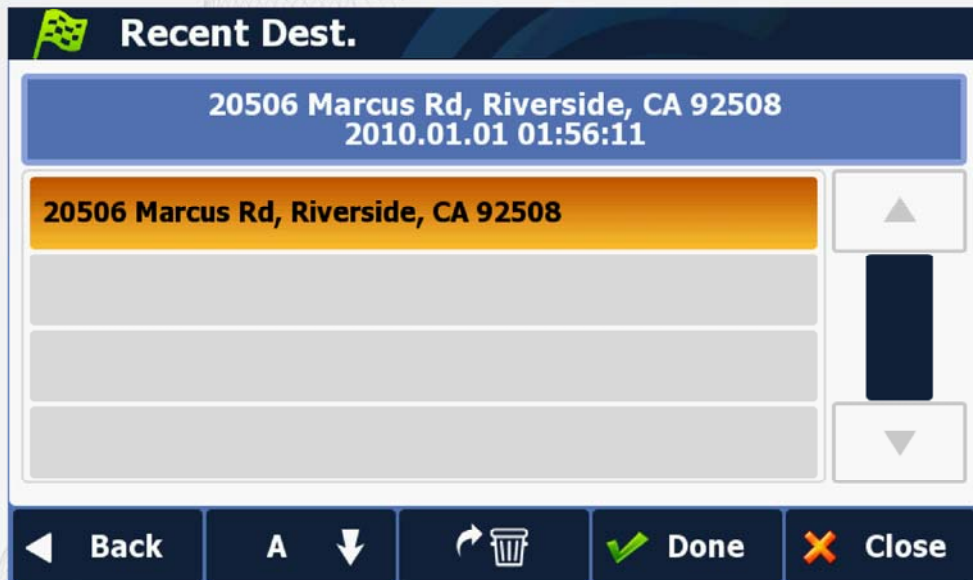 Recent Dest.
20506 Marcus Rd, Riverside, CA 92508
2010.01.01 01:56:11
20506 Marcus Rd, Riverside, CA 92508
Back
A
Done
Close